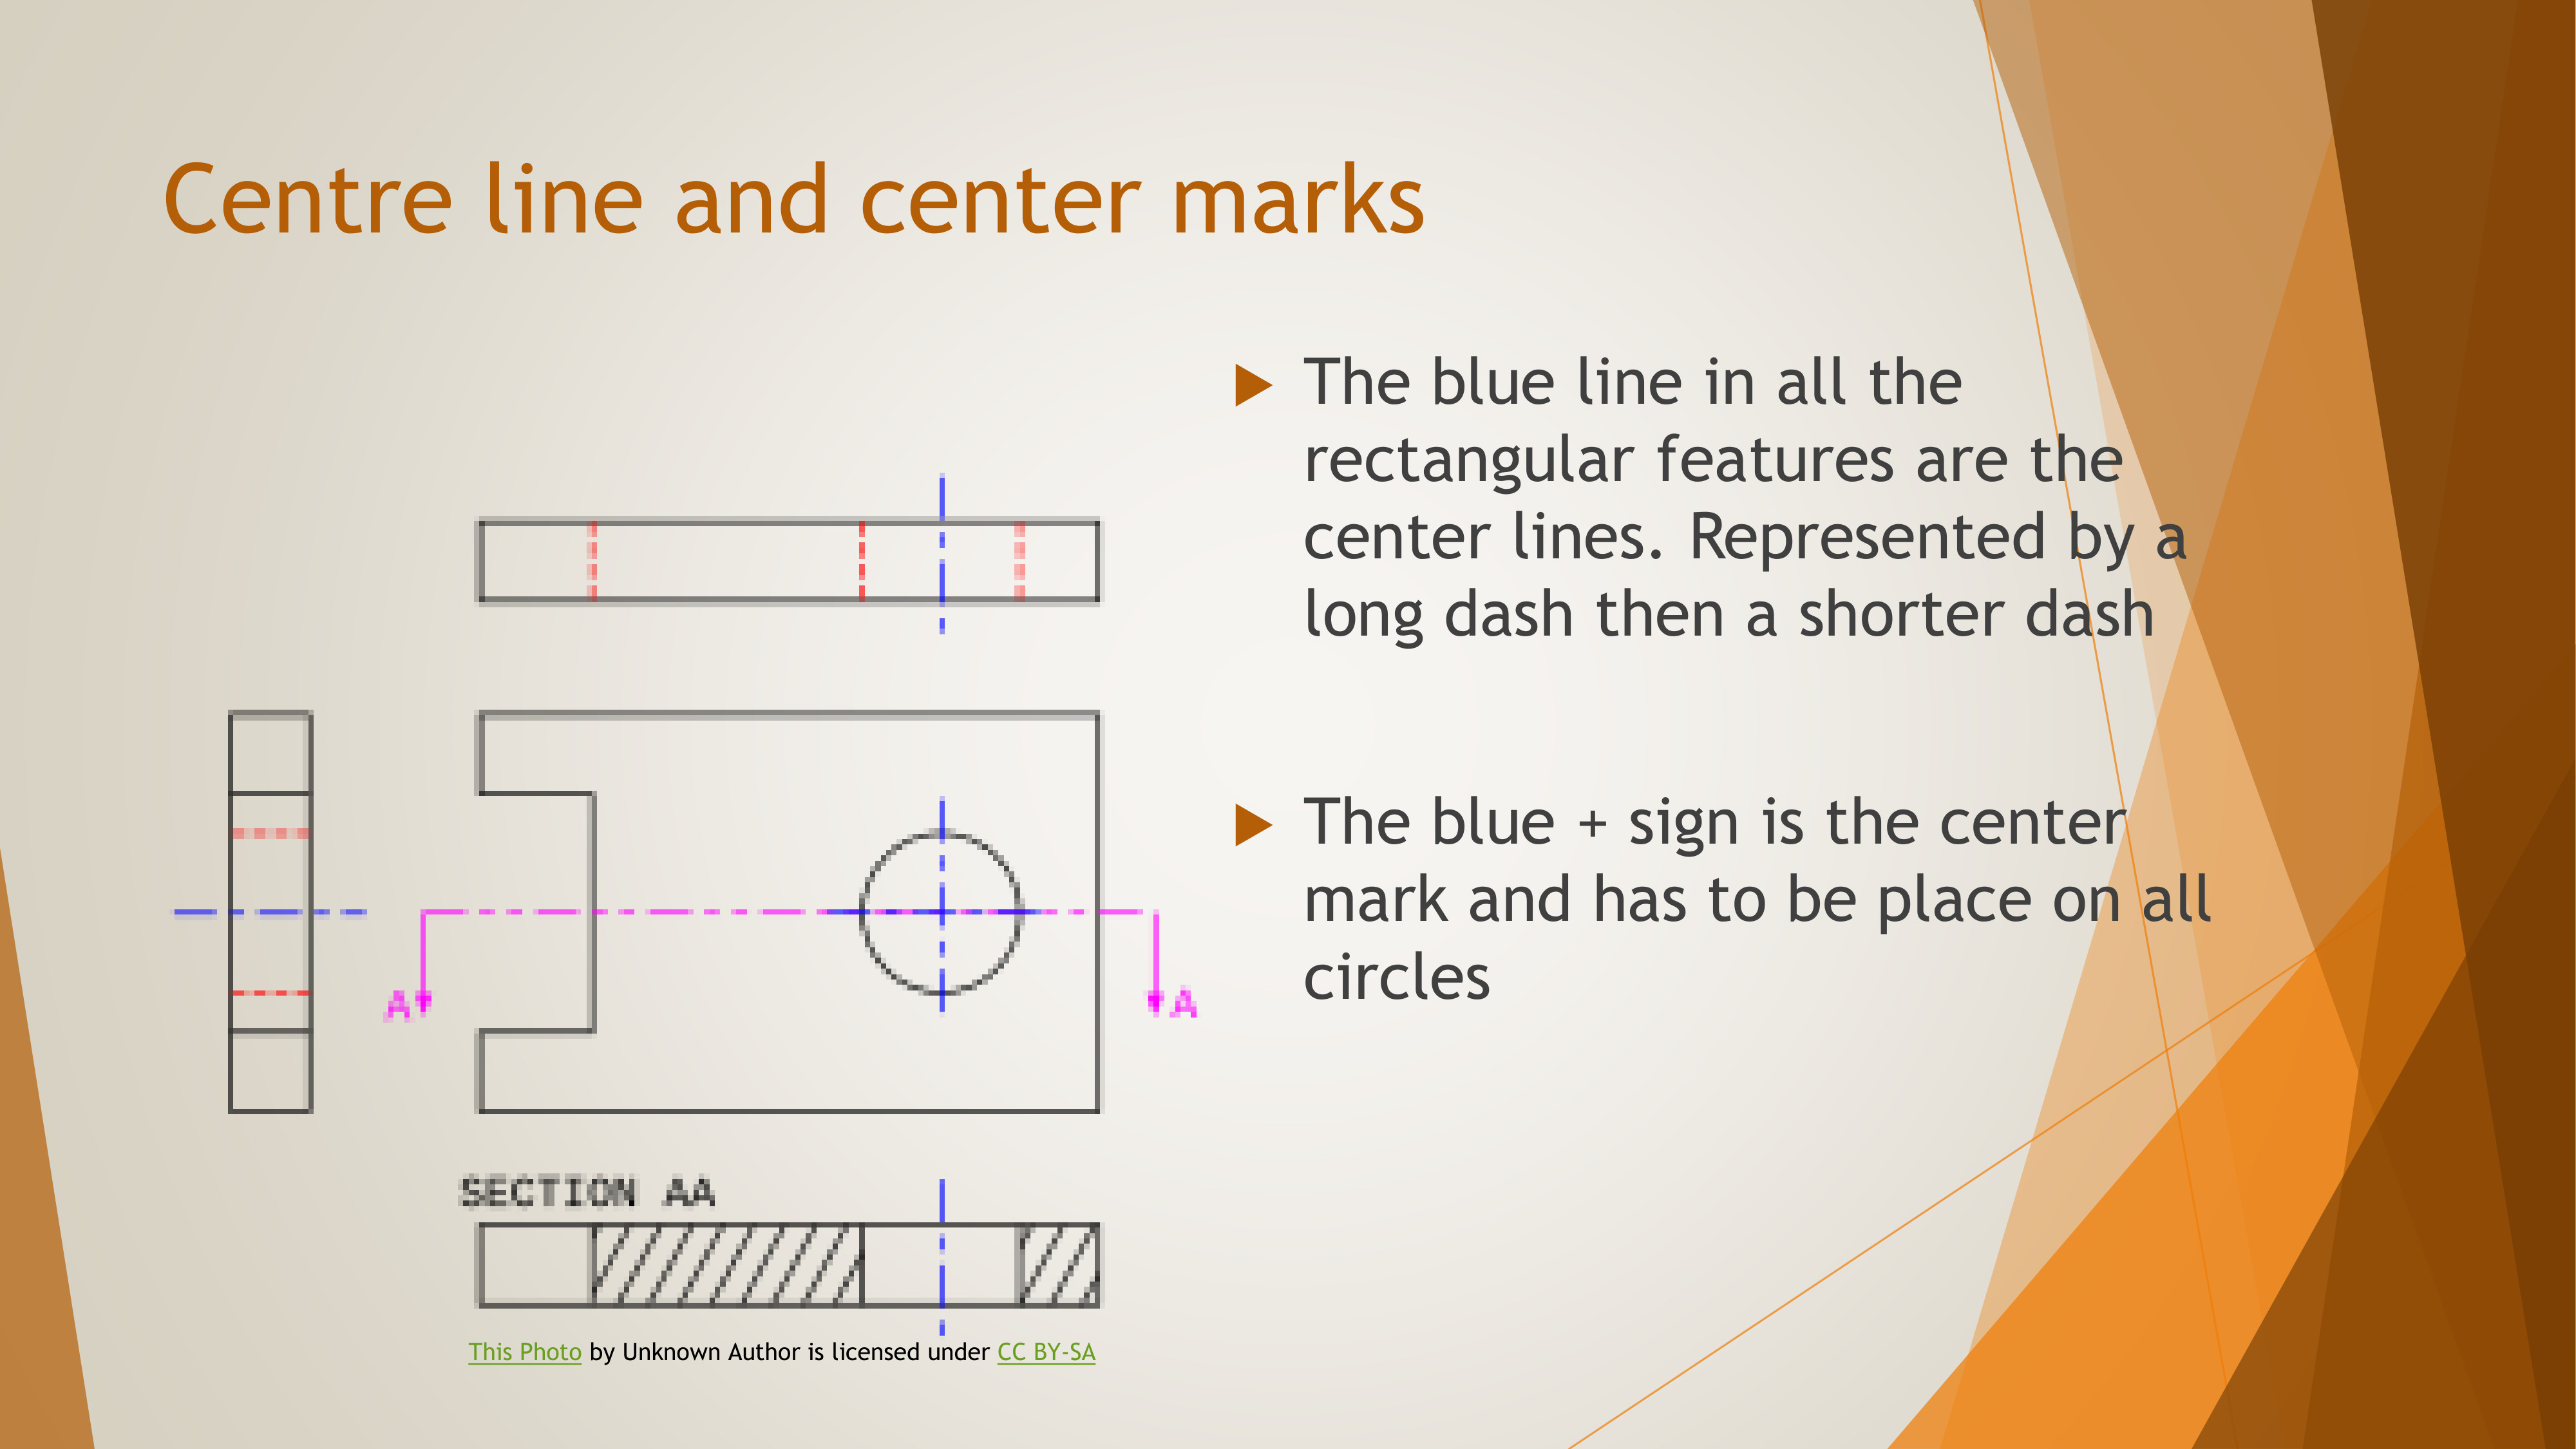 Centre line and center marks
The blue line in all the
rectangular features are the
center lines. Represented by a
long dash then a shorter dash
The blue + sign is the center
mark and has to be place on all
circles
A
A
SECTION AA
This Photo by Unknown Author is licensed under CC BY-SA